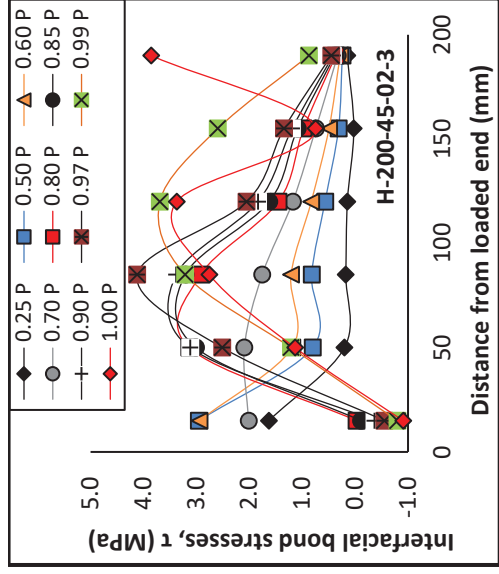 0.25 P 0.50 P 0.60 P
0.70 P 0.80 P 0.85 P
0.90 P 0.97 P 0.99 P
1.00 P
5.0
4.0
3.0
2.0
1.0
0.0
-1.0
Interfacial bond stresses, τ (MPa)
H-200-45-02-3
0 50 100 150 200
Distance from loaded end (mm)